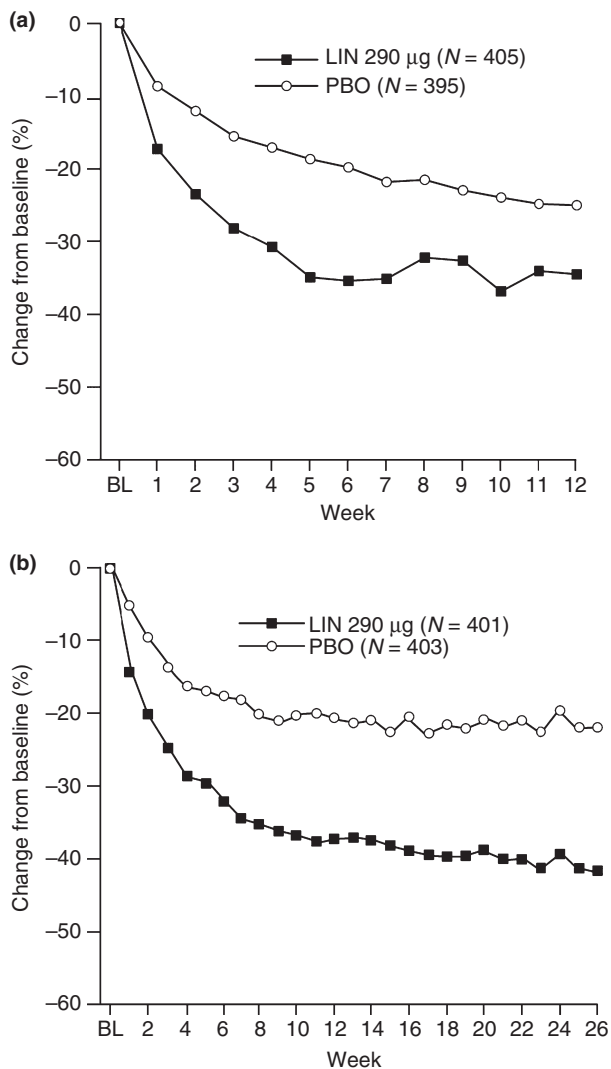 (a)
0
–10
–20
–30
–40
–50
–60
Change from baseline (%)
LIN 290 μg (N = 405)
PBO (N = 395)
BL 1 2 3 4 5 6 7 8 9 10 11 12
Week
(b)
0
–10
–20
–30
–40
–50
–60
Change from baseline (%)
LIN 290 μg (N = 401)
PBO (N = 403)
BL 2 4 6 8 10 12 14 16 18 20 22 24 26
Week